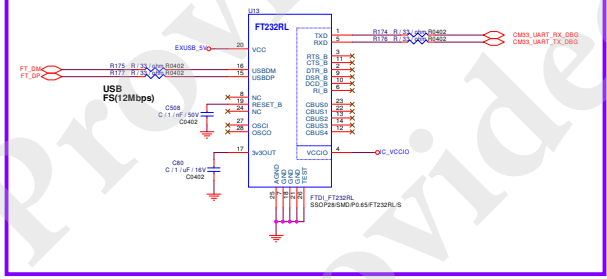 U13
FT232RL
EXUSB_5V
20
VCC
TXD
RXD
1
5
R174 R / 33 / ohm R0402
R176 R / 33 / ohm R0402
CM33_UART_RX_DBG
CM33_UART_TX_DBG
FT_DM
FT_DP
R175 R / 33 / ohm R0402
R177 R / 33 / ohm R0402
16
15
USBDM
USBDP
RTS_B
CTS_B
DTR_B
DSR_B
DCD_B
RI_B
3
11
2
9
10
6
USB
FS(12Mbps)
8
19
24
NC
RESET_B
NC
C508
C / 1 / nF / 50V
C0402
27
28
OSCI
OSCO
CBUS0
CBUS1
CBUS2
CBUS3
CBUS4
23
22
13
14
12
17
3v3OUT
VCCIO
4
IC_VCCIO
C80
C / 1 / uF / 16V
C0402
AGND
GND
GND
GND
TEST
25
7
18
21
26
FTDI_FT232RL
SSOP28/SMD/P0.65/FT232RL/S
Provided
Provide